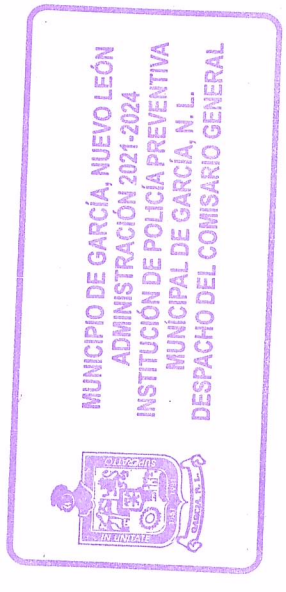 MUNICIPIO DE GARCÍA, NUEVO LEÓN
ADMINISTRACIÓN 2021-2024
INSTITUCIÓN DE POLICÍA PREVENTIVA
MUNICIPAL DE GARCÍA, N. L.
DESPACHO DEL COMISARIO GENERAL
IN UNITATE
GARCIA, N. L.